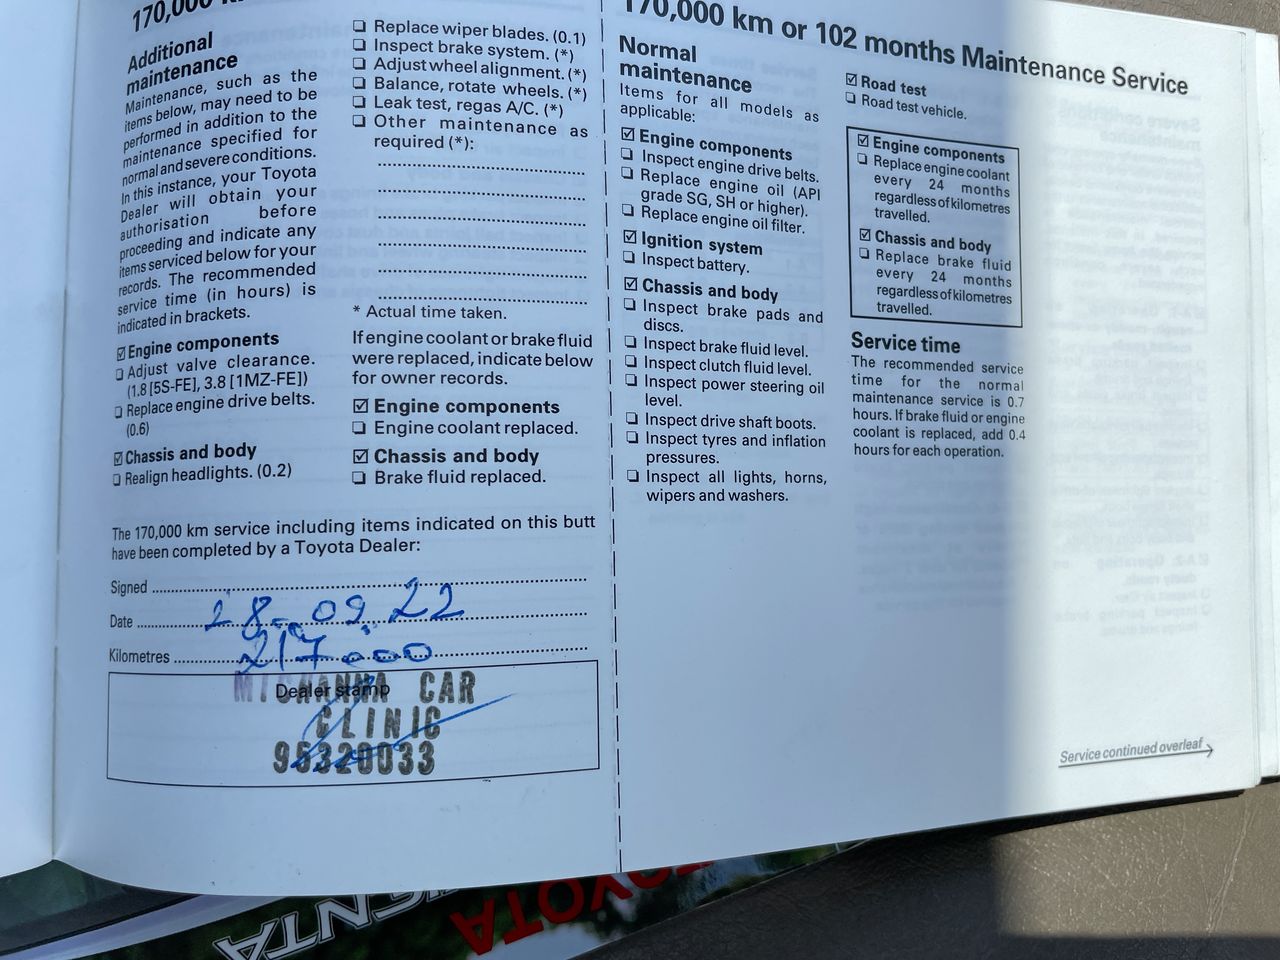 170,000
Additional
maintenance
Maintenance, such as the
items below, may need to be
performed in addition to the
maintenance specified for
normal and severe conditions.
In this instance, your Toyota
Dealer will obtain your
authorisation before
proceeding and indicate any
items serviced below for your
records. The recommended
service time (in hours) is
indicated in brackets.
☑ Engine components
❏ Adjust valve clearance.
(1.8 [5S-FE], 3.8 [1MZ-FE])
❏ Replace engine drive belts.
(0.6)
☑ Chassis and body
❏ Realign headlights. (0.2)
❏ Replace wiper blades. (0.1)
❏ Inspect brake system. (*)
❏ Adjust wheel alignment. (*)
❏ Balance, rotate wheels. (*)
❏ Leak test, regas A/C. (*)
❏ Other maintenance as
required (*):
* Actual time taken.
If engine coolant or brake fluid
were replaced, indicate below
for owner records.
☑ Engine components
❏ Engine coolant replaced.
☑ Chassis and body
❏ Brake fluid replaced.
The 170,000 km service including items indicated on this butt
have been completed by a Toyota Dealer:
Signed
Date 28.09.22
Kilometres 217.000
Dealer stamp
CAR
CLINIC
95320033
170,000 km or 102 months Maintenance Service
Normal
maintenance
Items for all models as
applicable:
☑ Engine components
❏ Inspect engine drive belts.
❏ Replace engine oil (API
grade SG, SH or higher).
❏ Replace engine oil filter.
☑ Ignition system
❏ Inspect battery.
☑ Chassis and body
❏ Inspect brake pads and
discs.
❏ Inspect brake fluid level.
❏ Inspect clutch fluid level.
❏ Inspect power steering oil
level.
❏ Inspect drive shaft boots.
❏ Inspect tyres and inflation
pressures.
❏ Inspect all lights, horns,
wipers and washers.
☑ Road test
❏ Road test vehicle.
☑ Engine components
❏ Replace engine coolant
every 24 months
regardless of kilometres
travelled.
☑ Chassis and body
❏ Replace brake fluid
every 24 months
regardless of kilometres
travelled.
Service time
The recommended service
time for the normal
maintenance service is 0.7
hours. If brake fluid or engine
coolant is replaced, add 0.4
hours for each operation.
Service continued overleaf
TOYOTA